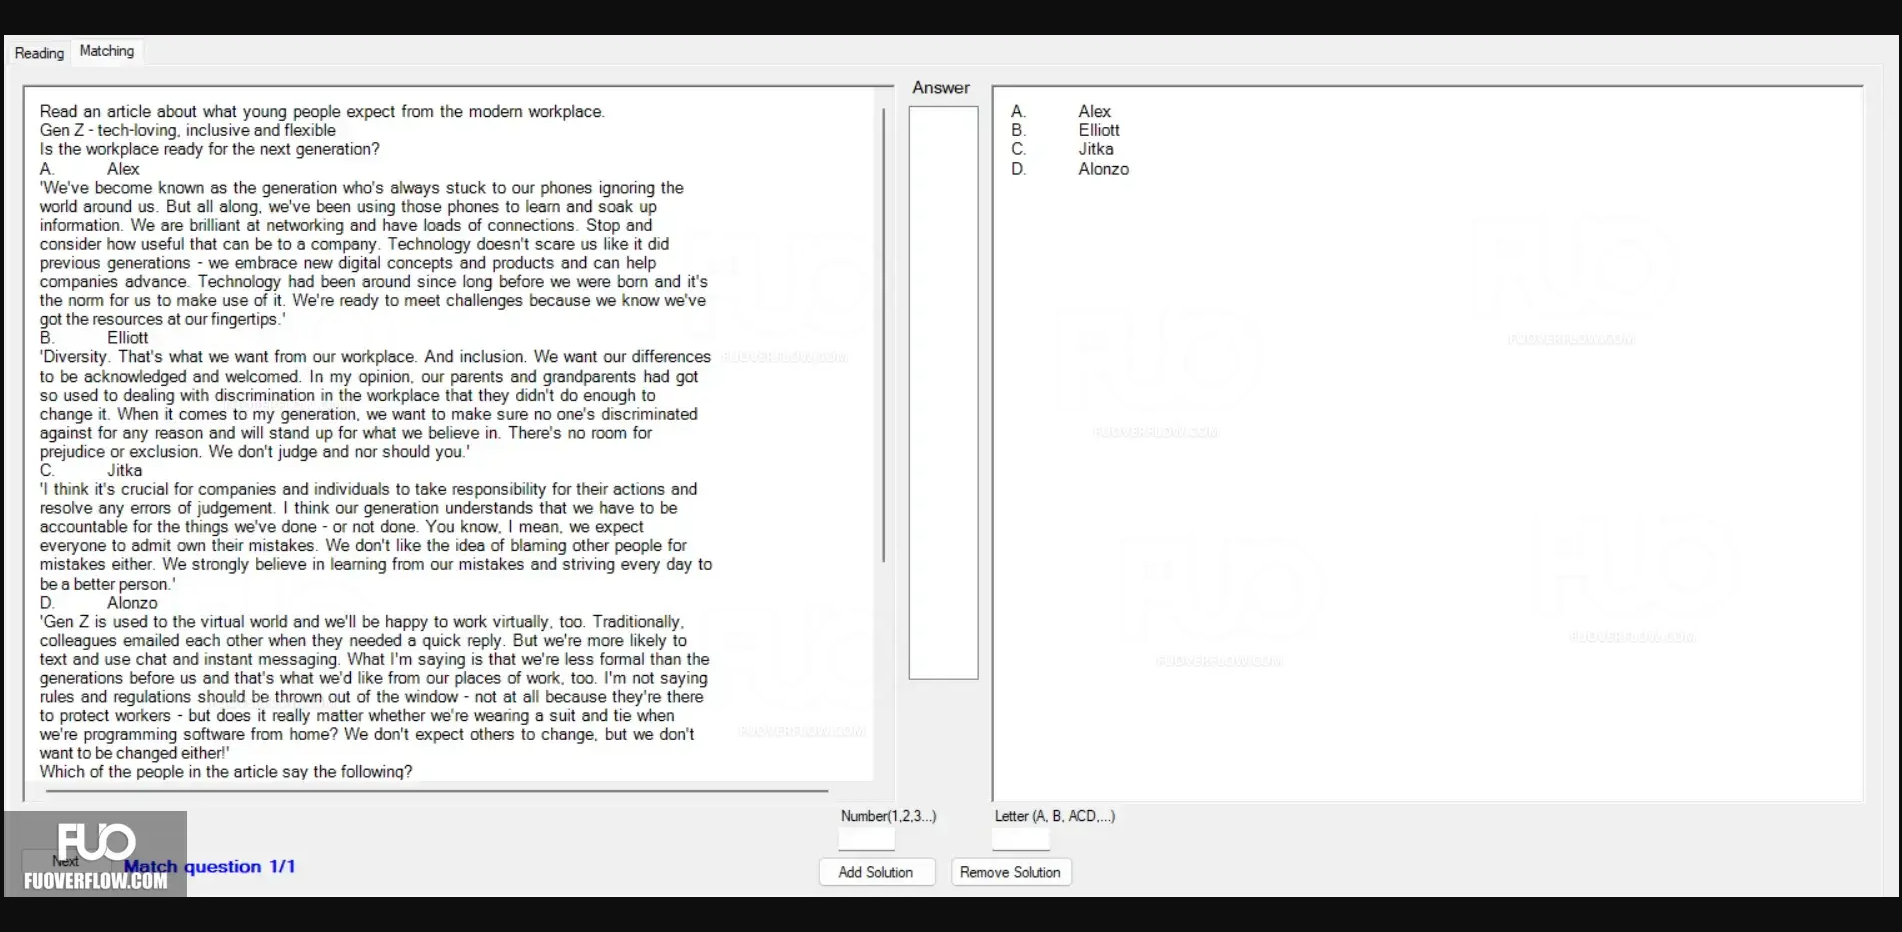 Reading
Matching
Read an article about what young people expect from the modern workplace.
Gen Z - tech-loving, inclusive and flexible
Is the workplace ready for the next generation?
A. Alex
'We've become known as the generation who's always stuck to our phones ignoring the
world around us. But all along, we've been using those phones to learn and soak up
information. We are brilliant at networking and have loads of connections. Stop and
consider how useful that can be to a company. Technology doesn't scare us like it did
previous generations - we embrace new digital concepts and products and can help
companies advance. Technology had been around since long before we were born and it's
the norm for us to make use of it. We're ready to meet challenges because we know we've
got the resources at our fingertips.'
B. Elliott
'Diversity. That's what we want from our workplace. And inclusion. We want our differences
to be acknowledged and welcomed. In my opinion, our parents and grandparents had got
so used to dealing with discrimination in the workplace that they didn't do enough to
change it. When it comes to my generation, we want to make sure no one's discriminated
against for any reason and will stand up for what we believe in. There's no room for
prejudice or exclusion. We don't judge and nor should you.'
C. Jitka
'I think it's crucial for companies and individuals to take responsibility for their actions and
resolve any errors of judgement. I think our generation understands that we have to be
accountable for the things we've done - or not done. You know, I mean, we expect
everyone to admit own their mistakes. We don't like the idea of blaming other people for
mistakes either. We strongly believe in learning from our mistakes and striving every day to
be a better person.'
D. Alonzo
'Gen Z is used to the virtual world and we'll be happy to work virtually, too. Traditionally,
colleagues emailed each other when they needed a quick reply. But we're more likely to
text and use chat and instant messaging. What I'm saying is that we're less formal than the
generations before us and that's what we'd like from our places of work, too. I'm not saying
rules and regulations should be thrown out of the window - not at all because they're there
to protect workers - but does it really matter whether we're wearing a suit and tie when
we're programming software from home? We don't expect others to change, but we don't
want to be changed either!'
Which of the people in the article say the following?
Answer
A. Alex
B. Elliott
C. Jitka
D. Alonzo
FUO
FUOVERFLOW.COM
FUO
FUOVERFLOW.COM
FUO
FUOVERFLOW.COM
FUO
FUOVERFLOW.COM
FUO
FUOVERFLOW.COM
FUO
FUOVERFLOW.COM
Number(1,2,3...)
Letter (A, B, ACD,...)
Add Solution
Remove Solution
Next
Match question 1/1
FUO
FUOVERFLOW.COM